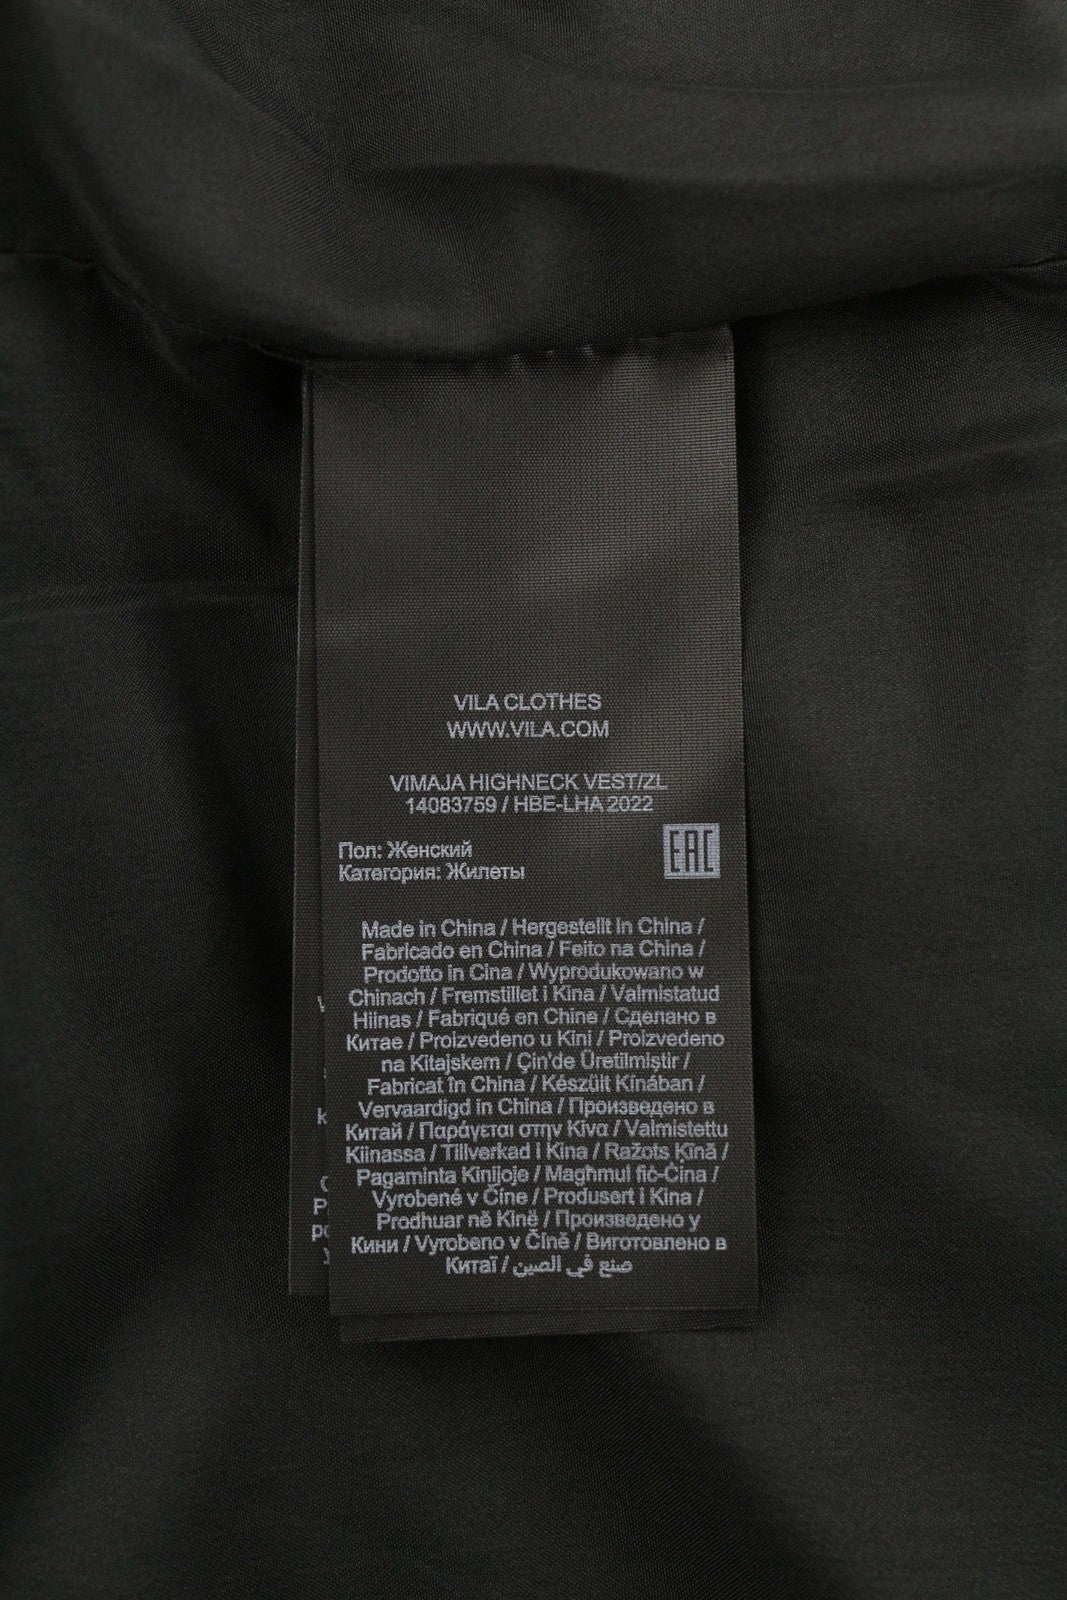 VILA CLOTHES
WWW.VILA.COM
VIMAJA HIGHNECK VEST/ZL
14083759 / HBE-LHA 2022
Пол: Женский
Категория: Жилеты
EAC
Made in China / Hergestellt in China /
Fabricado en China / Feito na China /
Prodotto in Cina / Wyprodukowano w
Chinach / Fremstillet i Kina / Valmistatud
Hiinas / Fabriqué en Chine / Сделано в
Китае / Proizvedeno u Kini / Proizvedeno
na Kitajskem / Çin'de Üretilmiştir /
Fabricat în China / Készült Kínában /
Vervaardigd in China / Произведено в
Китай / Παράγεται στην Κίνα / Valmistettu
Kiinassa / Tillverkad i Kina / Ražots Ķīnā /
Pagaminta Kinijoje / Magħmul fiċ-Ċina /
Vyrobené v Číne / Produsert i Kina /
Prodhuar në Kinë / Произведено у
Кини / Vyrobeno v Číně / Виготовлено в
Китаї / صنع في الصين